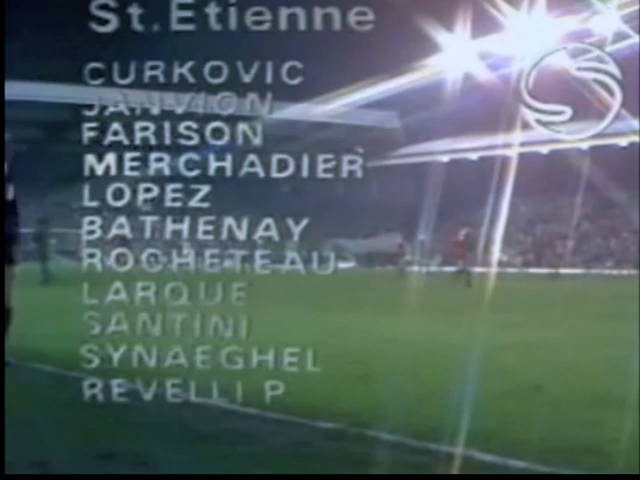 St.Etienne
CURKOVIC
JANVION
FARISON
MERCHADIER
LOPEZ
BATHENAY
ROCHETEAU
LARQUE
SANTINI
SYNAEGHEL
REVELLI P